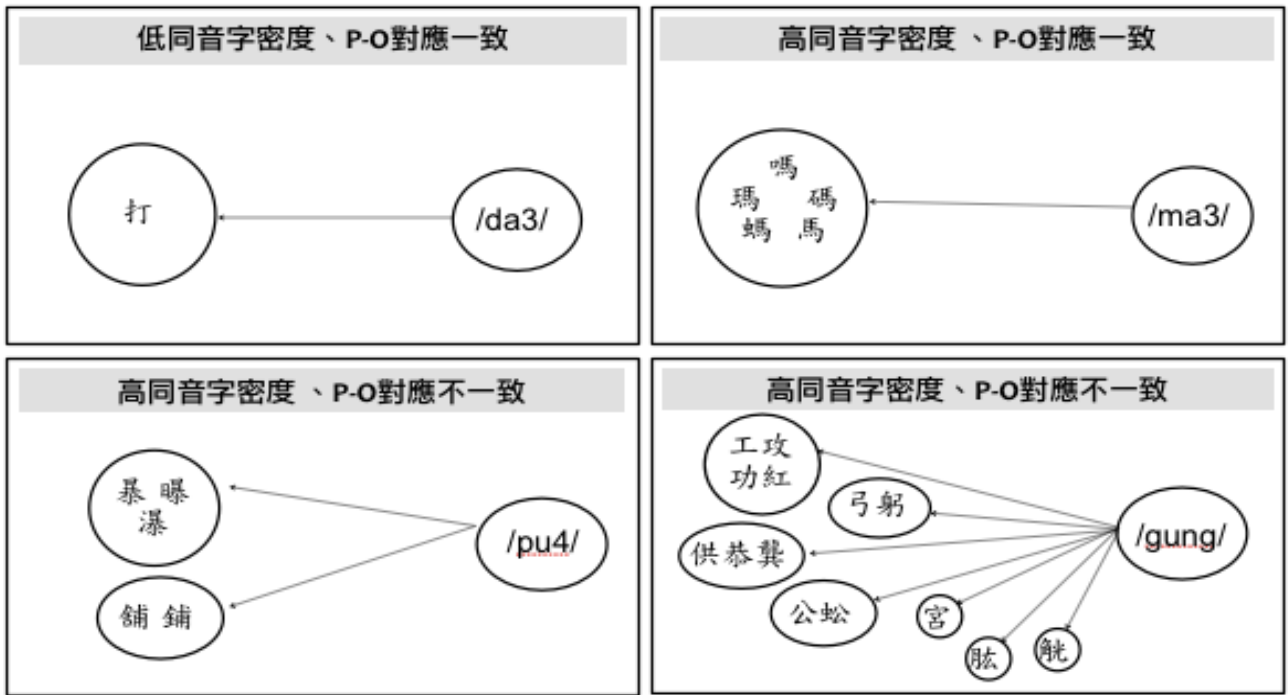 低同音字密度、P-O對應一致
打
/da3/
高同音字密度 、P-O對應一致
嗎
瑪 碼
螞 馬
/ma3/
高同音字密度 、P-O對應不一致
暴 曝
瀑
/pu4/
舖 鋪
高同音字密度、P-O對應不一致
工攻
功紅
弓躬
/gung/
供恭龔
公蚣
宮
肱
觥